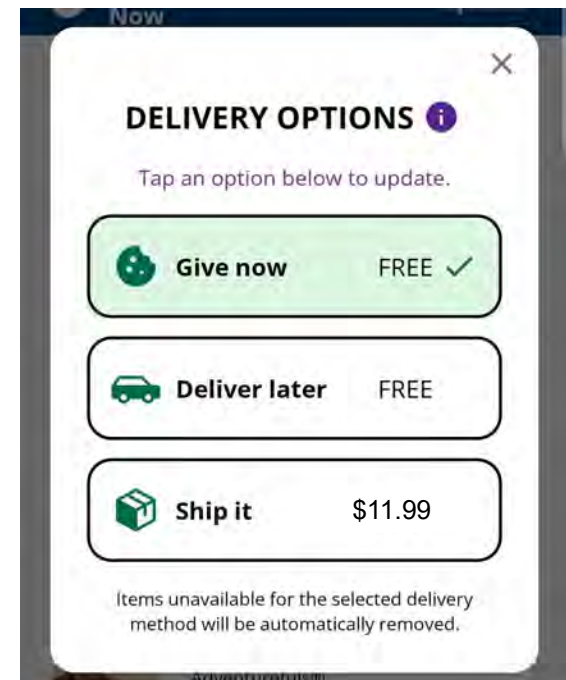 Now
DELIVERY OPTIONS i
Tap an option below to update.
Give now FREE
Deliver later FREE
Ship it $11.99
Items unavailable for the selected delivery
method will be automatically removed.
Adventurefuls®